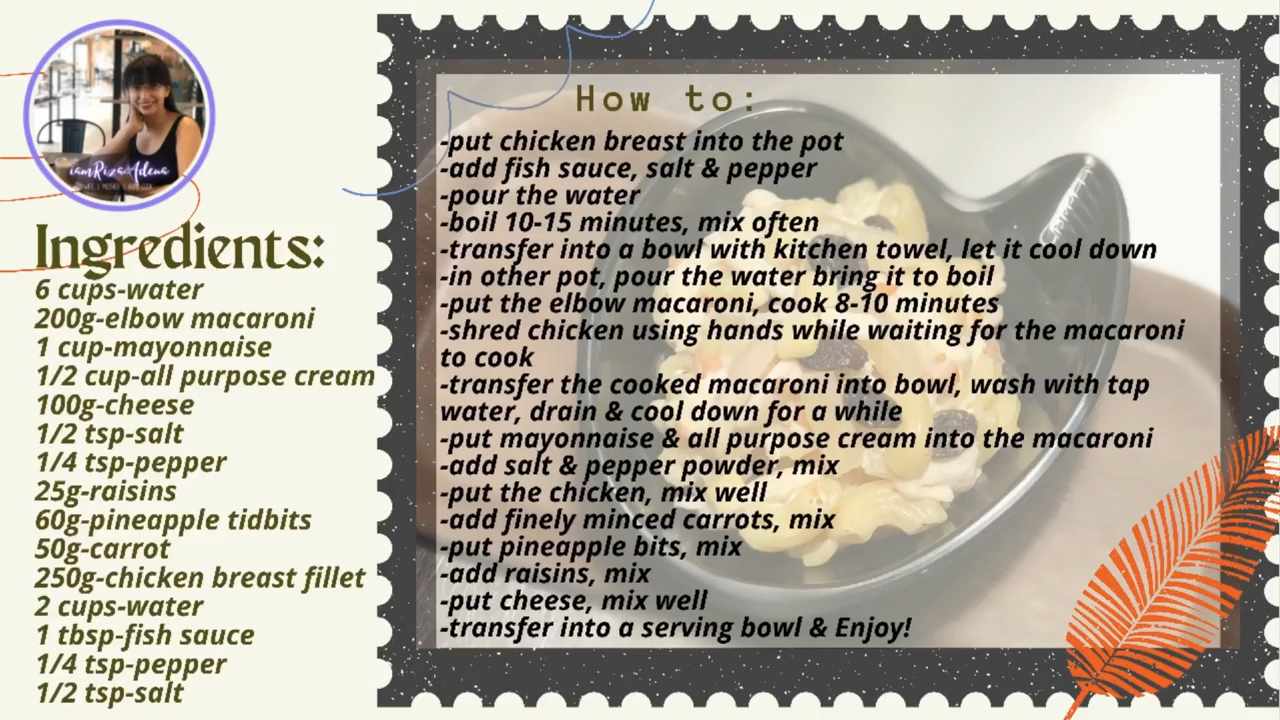 iamRizaAdena
WIFE | MOTHER | HOME COOK
Ingredients:
6 cups-water
200g-elbow macaroni
1 cup-mayonnaise
1/2 cup-all purpose cream
100g-cheese
1/2 tsp-salt
1/4 tsp-pepper
25g-raisins
60g-pineapple tidbits
50g-carrot
250g-chicken breast fillet
2 cups-water
1 tbsp-fish sauce
1/4 tsp-pepper
1/2 tsp-salt
How to:
-put chicken breast into the pot
-add fish sauce, salt & pepper
-pour the water
-boil 10-15 minutes, mix often
-transfer into a bowl with kitchen towel, let it cool down
-in other pot, pour the water bring it to boil
-put the elbow macaroni, cook 8-10 minutes
-shred chicken using hands while waiting for the macaroni
to cook
-transfer the cooked macaroni into bowl, wash with tap
water, drain & cool down for a while
-put mayonnaise & all purpose cream into the macaroni
-add salt & pepper powder, mix
-put the chicken, mix well
-add finely minced carrots, mix
-put pineapple bits, mix
-add raisins, mix
-put cheese, mix well
-transfer into a serving bowl & Enjoy!